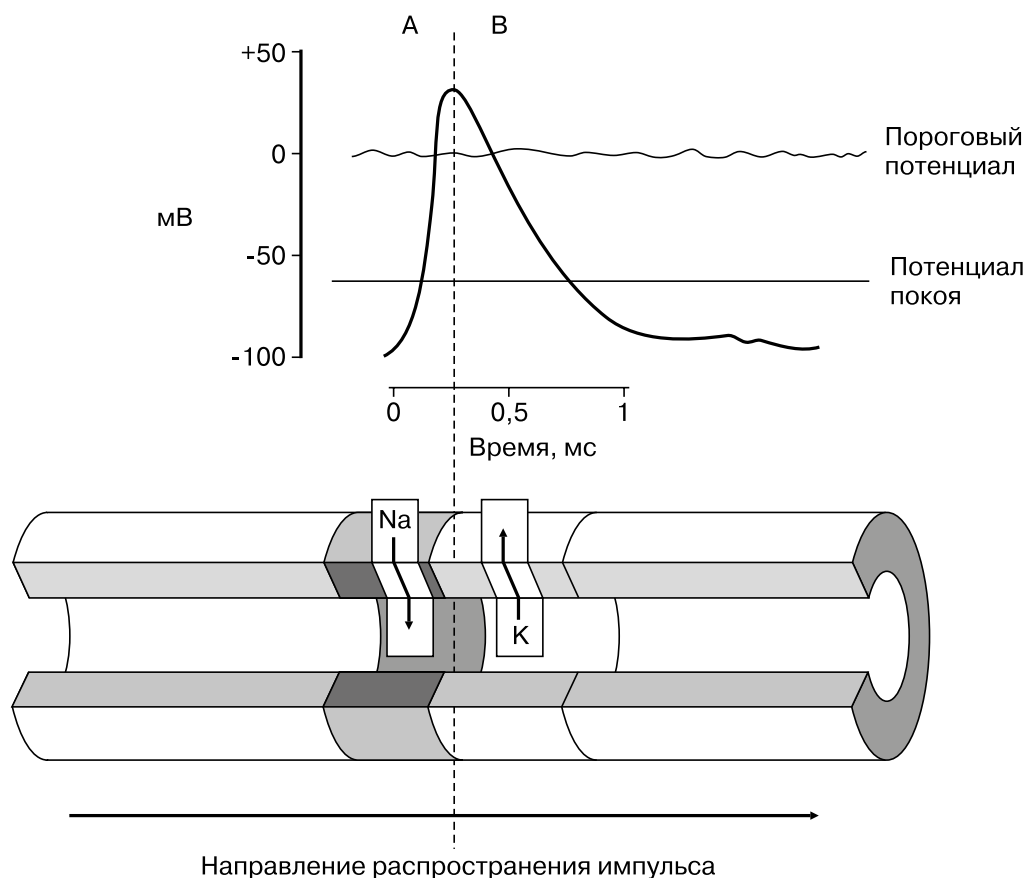 A
B
+50
0
-50
-100
мВ
Пороговый
потенциал
Потенциал
покоя
0
0,5
1
Время, мс
Na
K
Направление распространения импульса